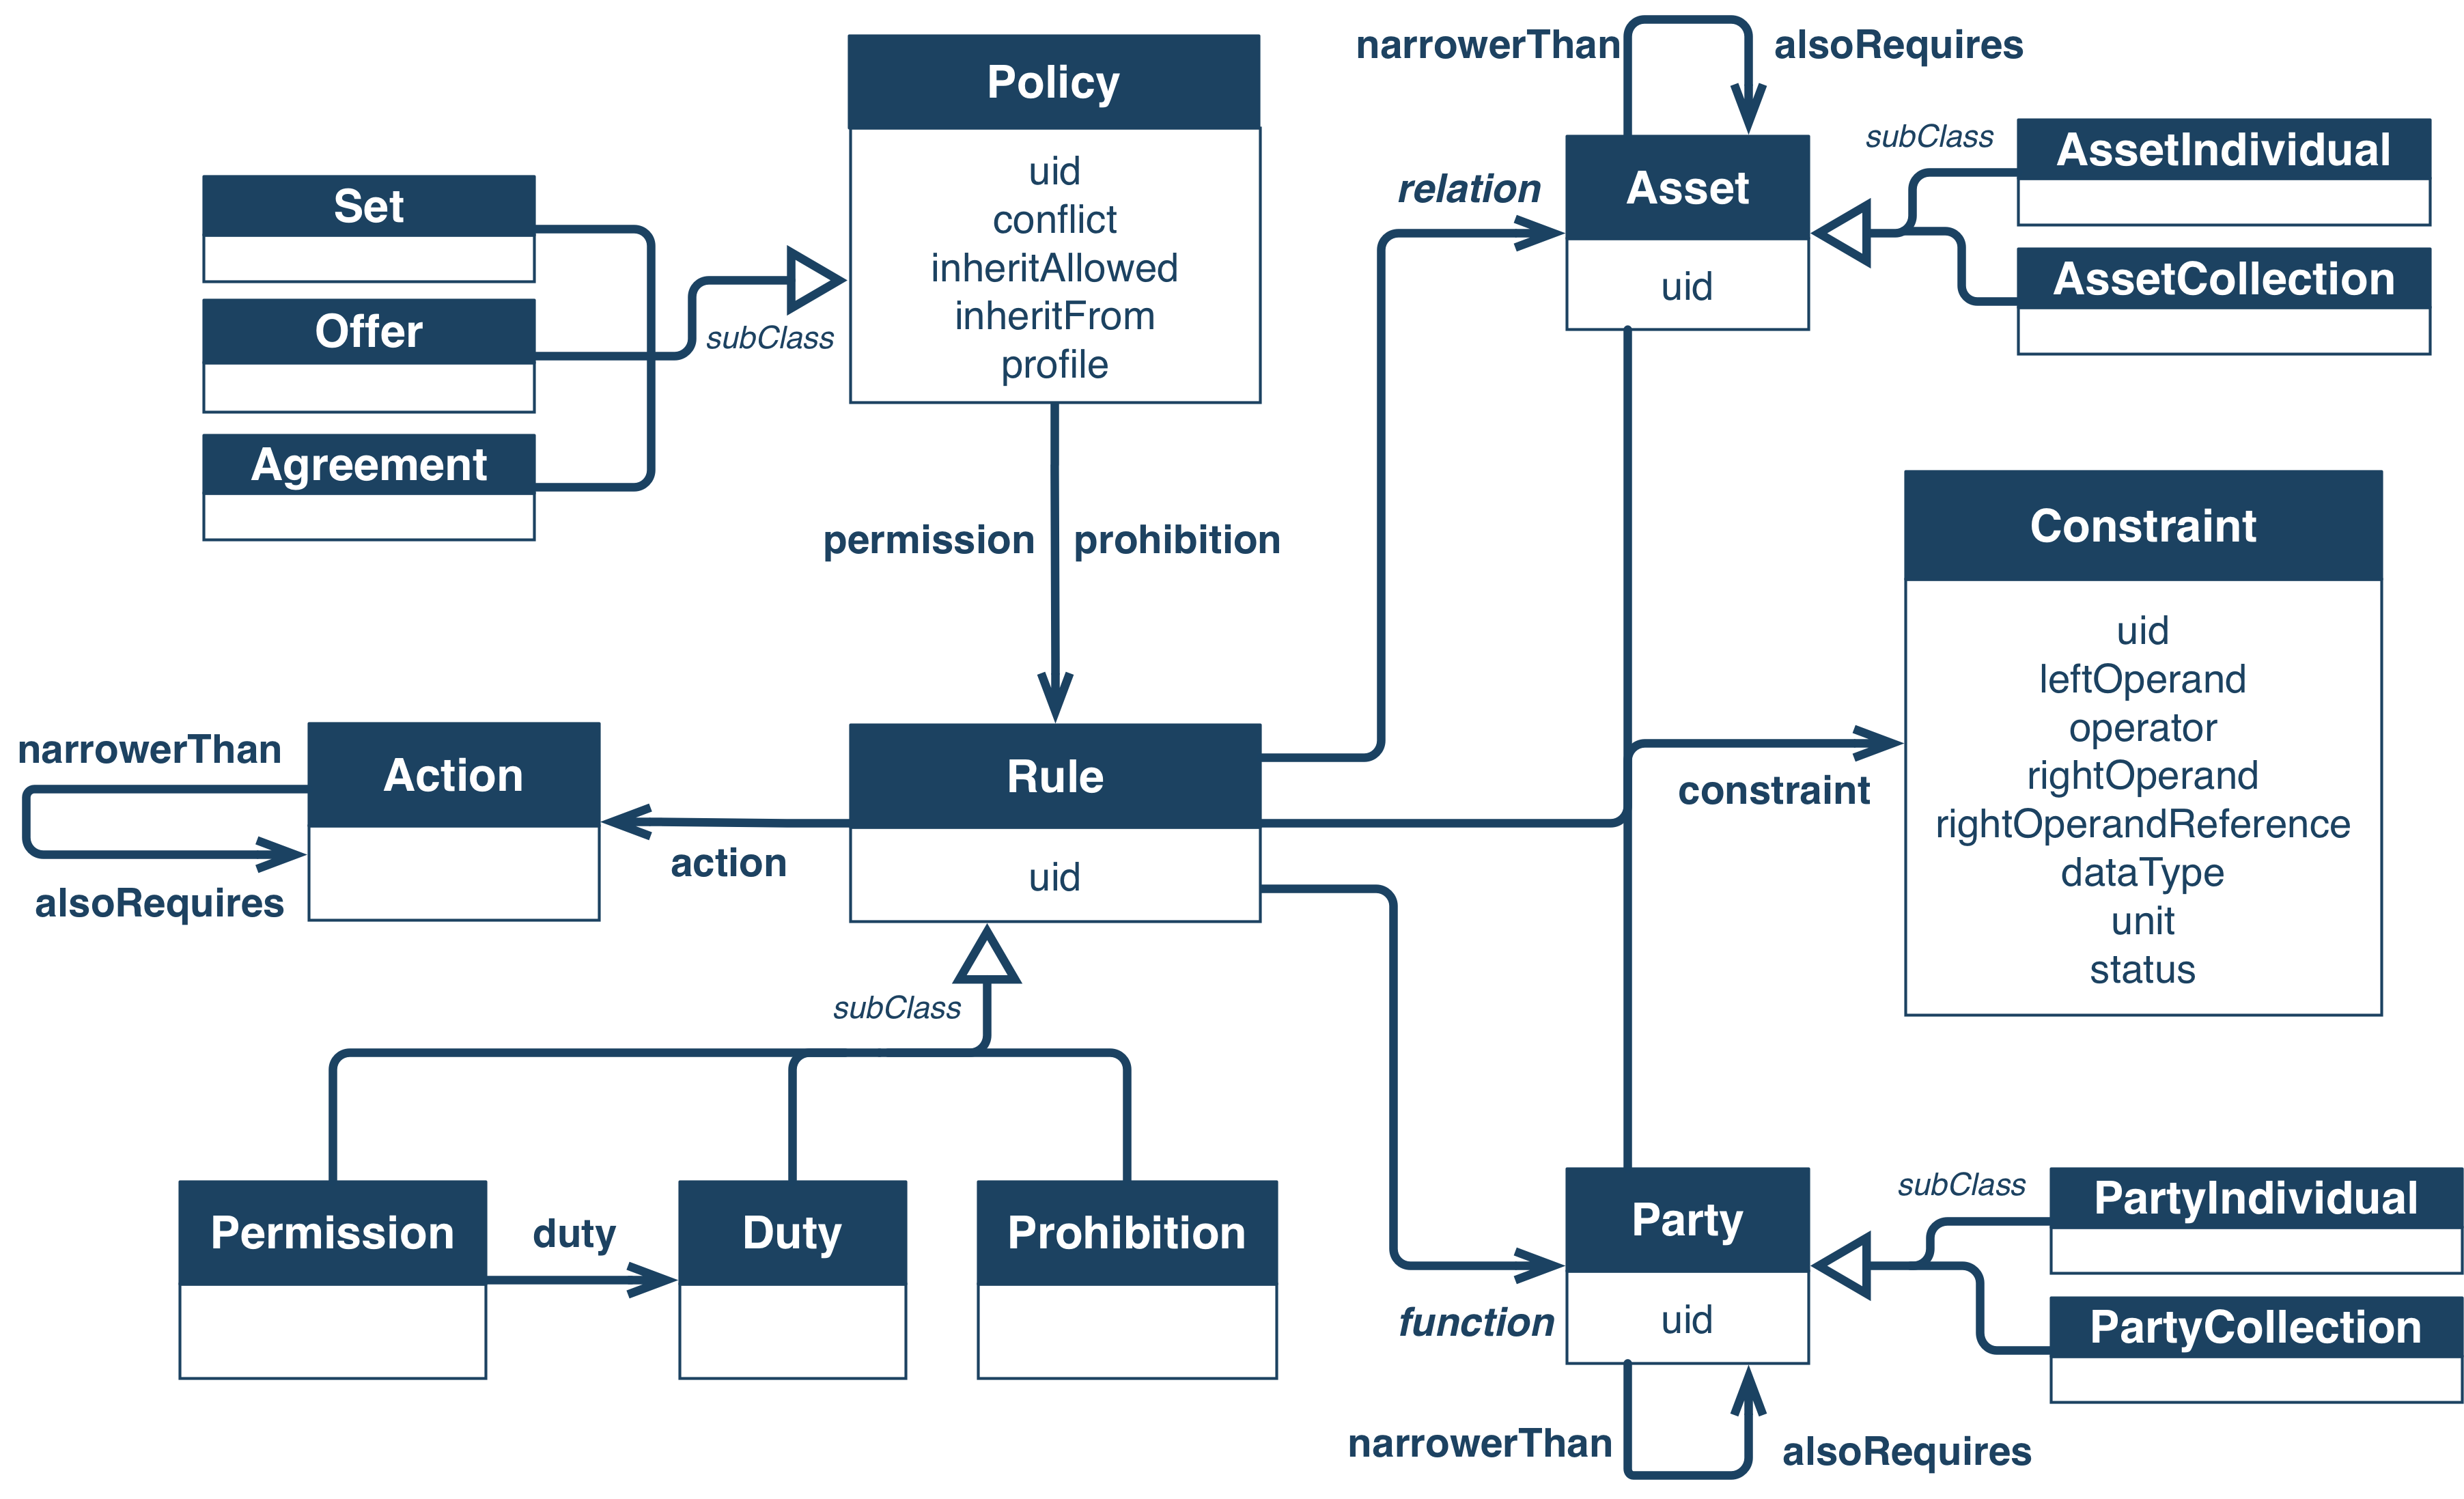 Policy
uid
conflict
inheritAllowed
inheritFrom
profile
Set
Offer
Agreement
subClass
permission
prohibition
narrowerThan
alsoRequires
relation
Asset
uid
subClass
AssetIndividual
AssetCollection
Constraint
uid
leftOperand
operator
rightOperand
rightOperandReference
dataType
unit
status
constraint
narrowerThan
Action
alsoRequires
action
Rule
uid
subClass
Permission
duty
Duty
Prohibition
function
Party
uid
subClass
PartyIndividual
PartyCollection
narrowerThan
alsoRequires